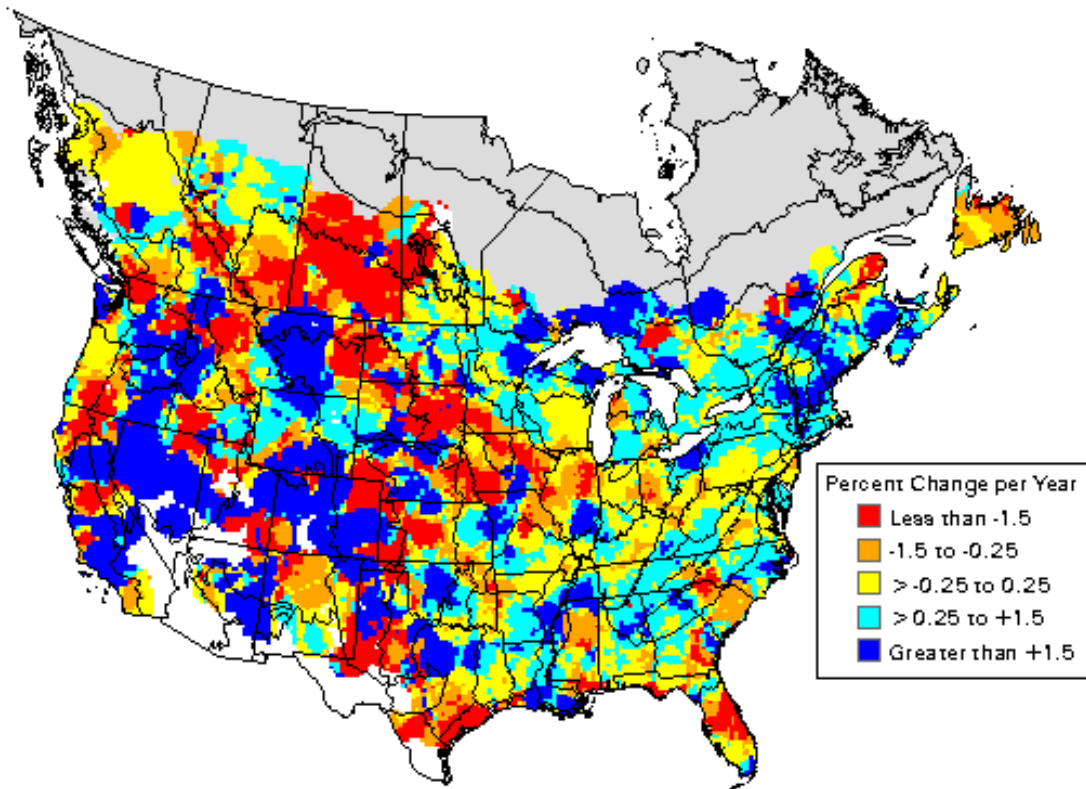 Percent Change per Year
Less than -1.5
-1.5 to -0.25
> -0.25 to 0.25
> 0.25 to +1.5
Greater than +1.5